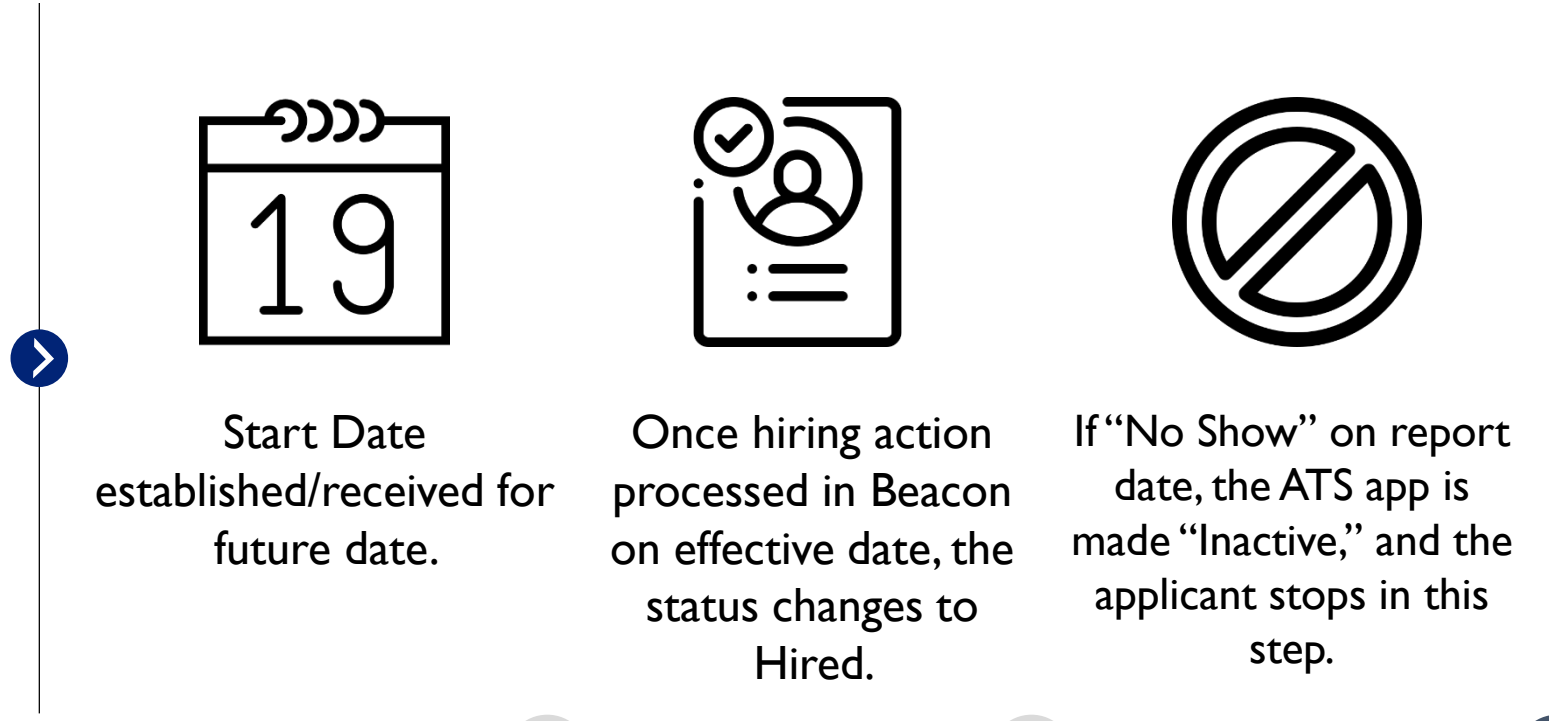 19
Start Date
established/received for
future date.
Once hiring action
processed in Beacon
on effective date, the
status changes to
Hired.
If “No Show” on report
date, the ATS app is
made “Inactive,” and the
applicant stops in this
step.